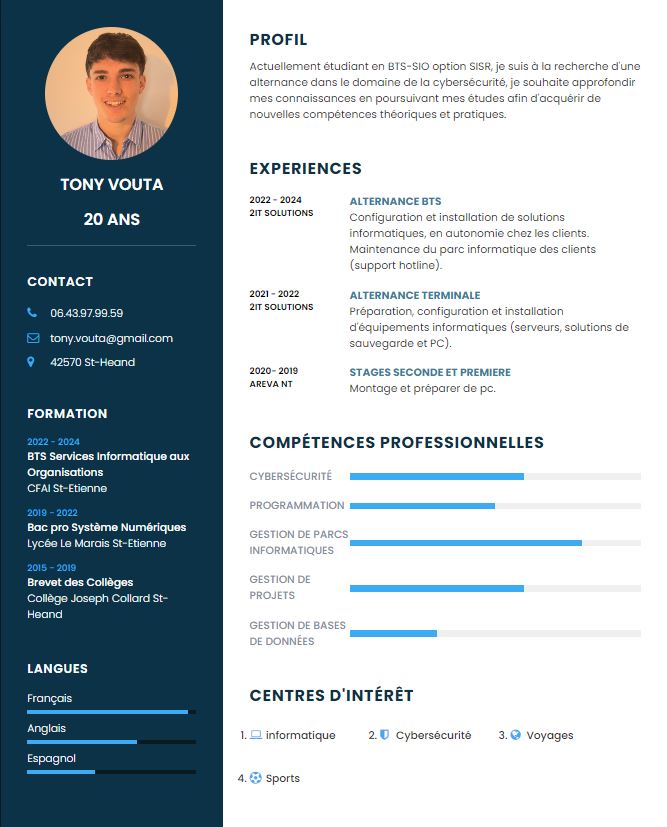 TONY VOUTA
20 ANS
CONTACT
06.43.97.99.59
tony.vouta@gmail.com
42570 St-Heand
FORMATION
2022 - 2024
BTS Services Informatique aux
Organisations
CFAI St-Etienne
2019 - 2022
Bac pro Système Numériques
Lycée Le Marais St-Etienne
2015 - 2019
Brevet des Collèges
Collège Joseph Collard St-
Heand
LANGUES
Français
Anglais
Espagnol
PROFIL
Actuellement étudiant en BTS-SIO option SISR, je suis à la recherche d'une
alternance dans le domaine de la cybersécurité, je souhaite approfondir
mes connaissances en poursuivant mes études afin d'acquérir de
nouvelles compétences théoriques et pratiques.
EXPERIENCES
2022 - 2024
2IT SOLUTIONS
ALTERNANCE BTS
Configuration et installation de solutions
informatiques, en autonomie chez les clients.
Maintenance du parc informatique des clients
(support hotline).
2021 - 2022
2IT SOLUTIONS
ALTERNANCE TERMINALE
Préparation, configuration et installation
d'équipements informatiques (serveurs, solutions de
sauvegarde et PC).
2020- 2019
AREVA NT
STAGES SECONDE ET PREMIERE
Montage et préparer de pc.
COMPÉTENCES PROFESSIONNELLES
CYBERSÉCURITÉ
PROGRAMMATION
GESTION DE PARCS
INFORMATIQUES
GESTION DE
PROJETS
GESTION DE BASES
DE DONNÉES
CENTRES D'INTÉRÊT
1. informatique 2. Cybersécurité 3. Voyages
4. Sports